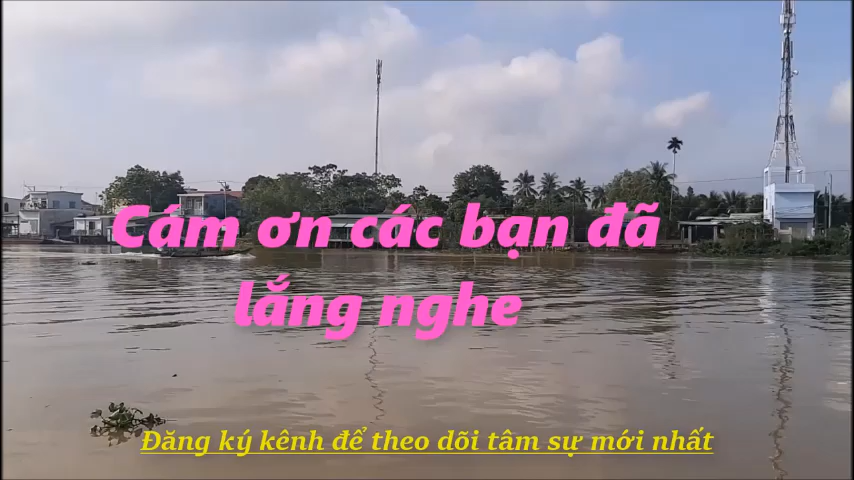 Cám ơn các bạn đã
lắng nghe
Đăng ký kênh để theo dõi tâm sự mới nhất